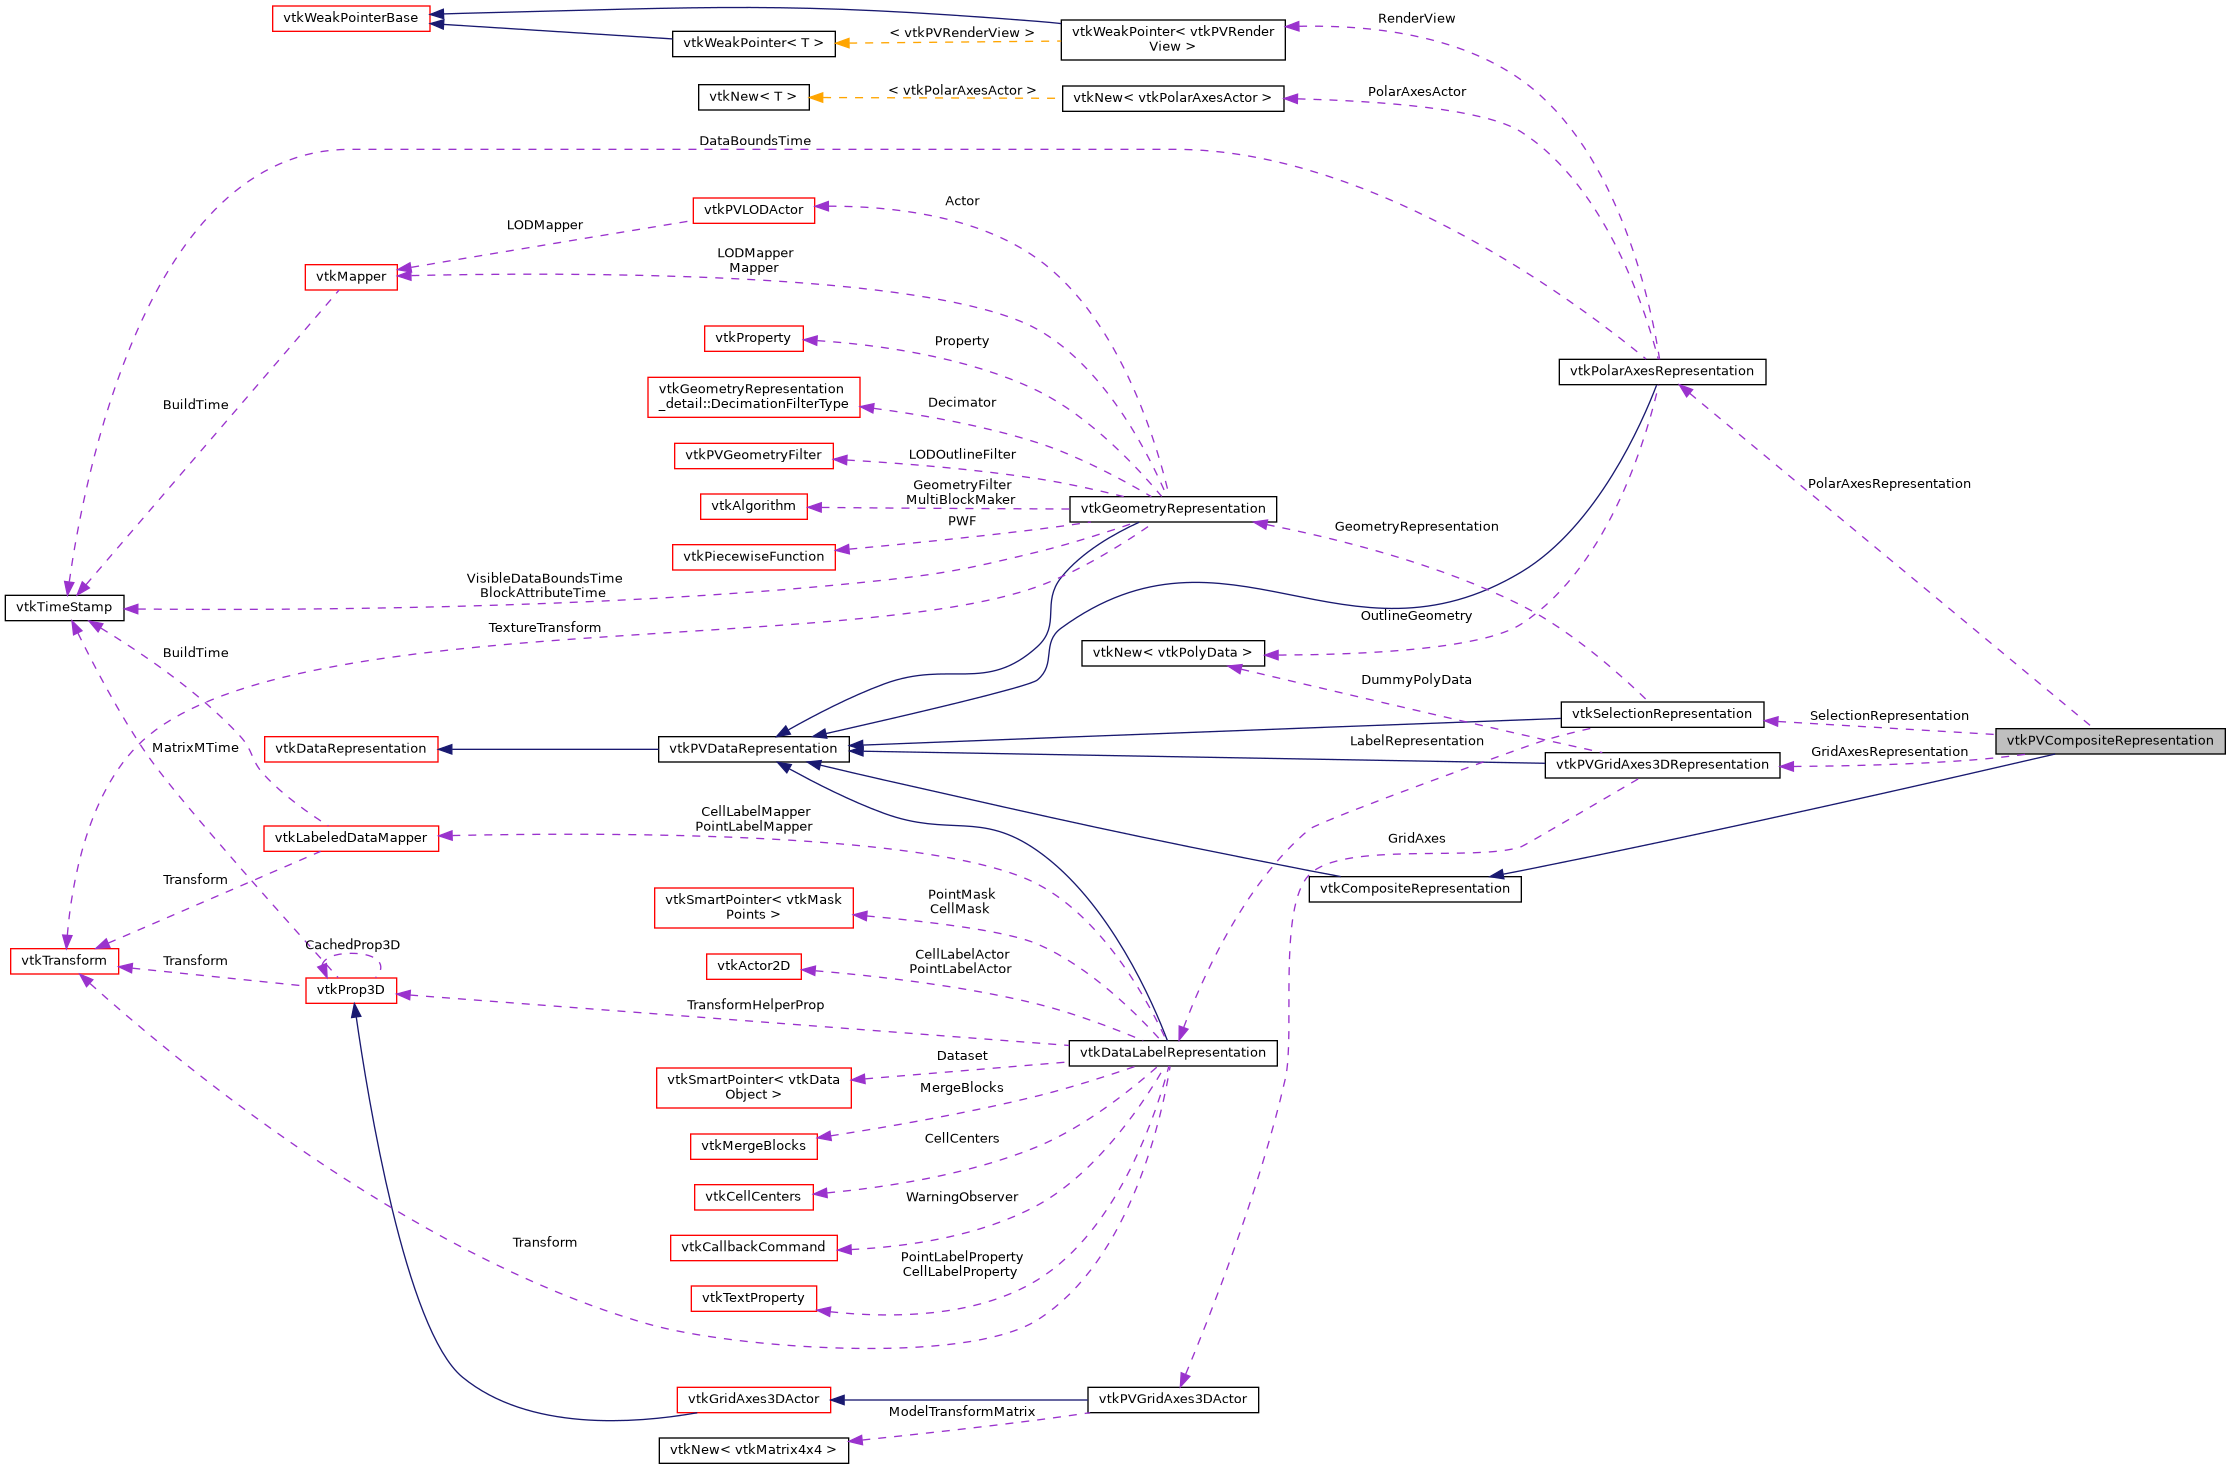 vtkWeakPointerBase
RenderView
vtkWeakPointer< T >
< vtkPVRenderView >
vtkWeakPointer< vtkPVRender
View >
vtkNew< T >
< vtkPolarAxesActor >
vtkNew< vtkPolarAxesActor >
PolarAxesActor
DataBoundsTime
vtkPVLODActor
Actor
LODMapper
LODMapper
Mapper
vtkMapper
vtkProperty
Property
vtkPolarAxesRepresentation
vtkGeometryRepresentation
_detail::DecimationFilterType
Decimator
BuildTime
vtkPVGeometryFilter
LODOutlineFilter
PolarAxesRepresentation
vtkAlgorithm
GeometryFilter
MultiBlockMaker
vtkGeometryRepresentation
PWF
GeometryRepresentation
vtkPiecewiseFunction
VisibleDataBoundsTime
BlockAttributeTime
vtkTimeStamp
TextureTransform
OutlineGeometry
BuildTime
vtkNew< vtkPolyData >
DummyPolyData
vtkSelectionRepresentation
SelectionRepresentation
MatrixMTime
vtkDataRepresentation
vtkPVDataRepresentation
LabelRepresentation
vtkPVCompositeRepresentation
GridAxesRepresentation
vtkPVGridAxes3DRepresentation
CellLabelMapper
PointLabelMapper
vtkLabeledDataMapper
GridAxes
Transform
vtkCompositeRepresentation
vtkSmartPointer< vtkMask
Points >
PointMask
CellMask
CachedProp3D
vtkTransform
Transform
vtkActor2D
CellLabelActor
PointLabelActor
vtkProp3D
TransformHelperProp
vtkDataLabelRepresentation
Dataset
vtkSmartPointer< vtkData
Object >
MergeBlocks
vtkMergeBlocks
CellCenters
vtkCellCenters
WarningObserver
Transform
vtkCallbackCommand
PointLabelProperty
CellLabelProperty
vtkTextProperty
vtkGridAxes3DActor
vtkPVGridAxes3DActor
ModelTransformMatrix
vtkNew< vtkMatrix4x4 >